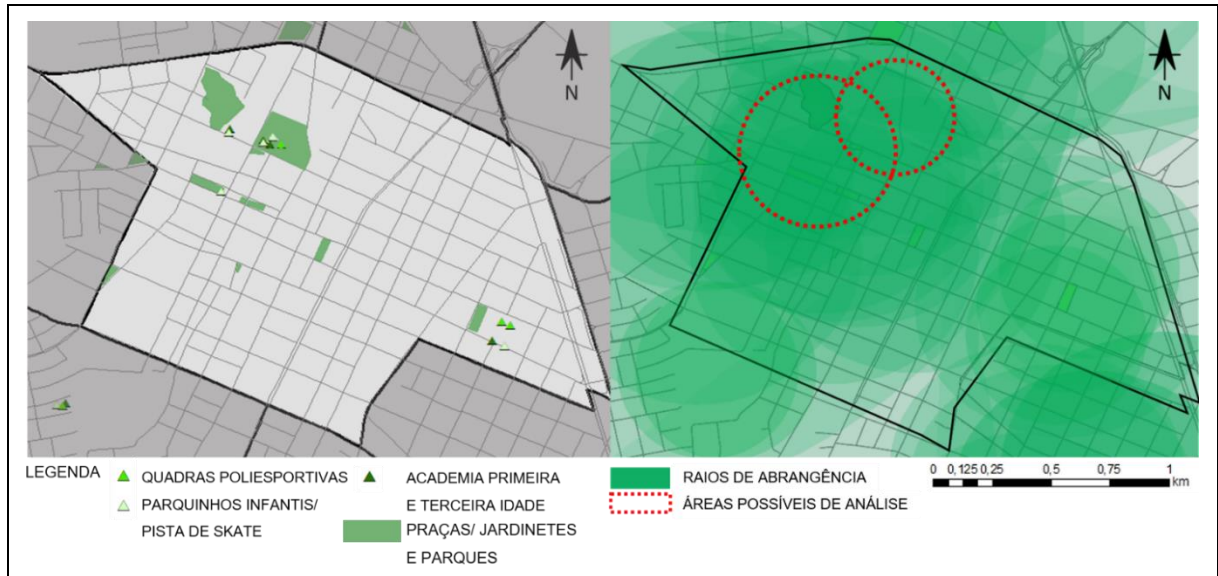 N
N
LEGENDA
QUADRAS POLIESPORTIVAS
PARQUINHOS INFANTIS/
PISTA DE SKATE
ACADEMIA PRIMEIRA
E TERCEIRA IDADE
PRAÇAS/ JARDINETES
E PARQUES
RAIOS DE ABRANGÊNCIA
ÁREAS POSSÍVEIS DE ANÁLISE
0 0,125 0,25 0,5 0,75 1
km